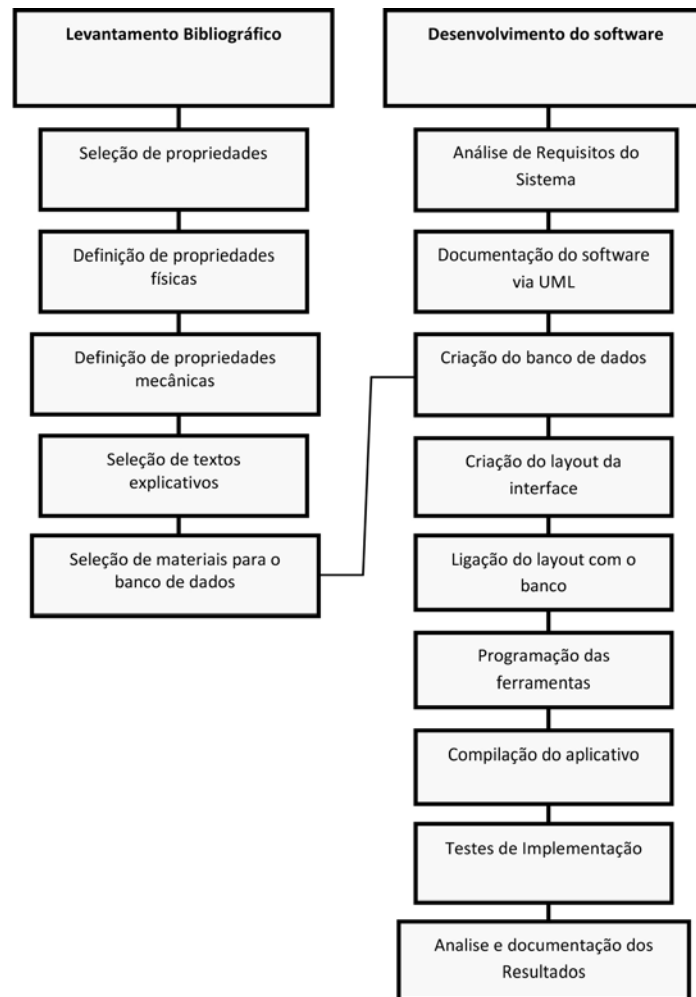 Levantamento Bibliográfico
Seleção de propriedades
Definição de propriedades
físicas
Definição de propriedades
mecânicas
Seleção de textos
explicativos
Seleção de materiais para o
banco de dados
Desenvolvimento do software
Análise de Requisitos do
Sistema
Documentação do software
via UML
Criação do banco de dados
Criação do layout da
interface
Ligação do layout com o
banco
Programação das
ferramentas
Compilação do aplicativo
Testes de Implementação
Analise e documentação dos
Resultados